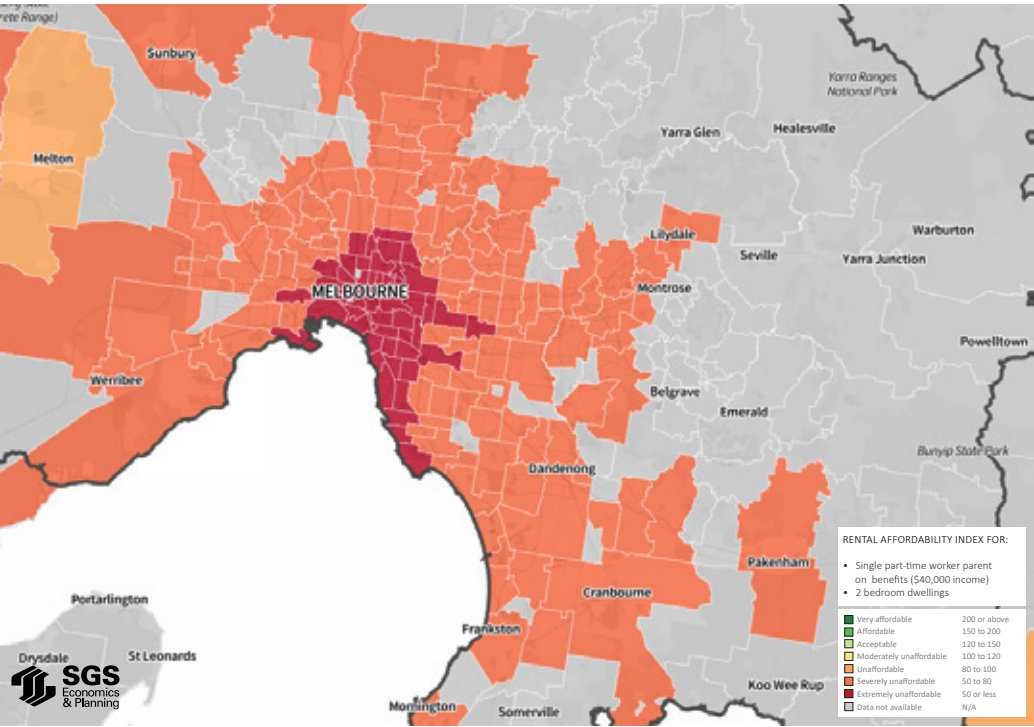 rete Range)
Sunbury
Yarra Ranges
National Park
Yarra Glen
Healesville
Melton
Lilydale
Warburton
Seville
Yarra Junction
Montrose
MELBOURNE
Powelltown
Werribee
Belgrave
Emerald
Bunyip State Park
Dandenong
Pakenham
Cranbourne
Portarlington
Frankston
Drysdale
St Leonards
Koo Wee Rup
Mornington
Somerville
SGS
Economics
& Planning
RENTAL AFFORDABILITY INDEX FOR:
• Single part-time worker parent
on benefits ($40,000 income)
• 2 bedroom dwellings
Very affordable 200 or above
Affordable 150 to 200
Acceptable 120 to 150
Moderately unaffordable 100 to 120
Unaffordable 80 to 100
Severely unaffordable 50 to 80
Extremely unaffordable 50 or less
Data not available N/A